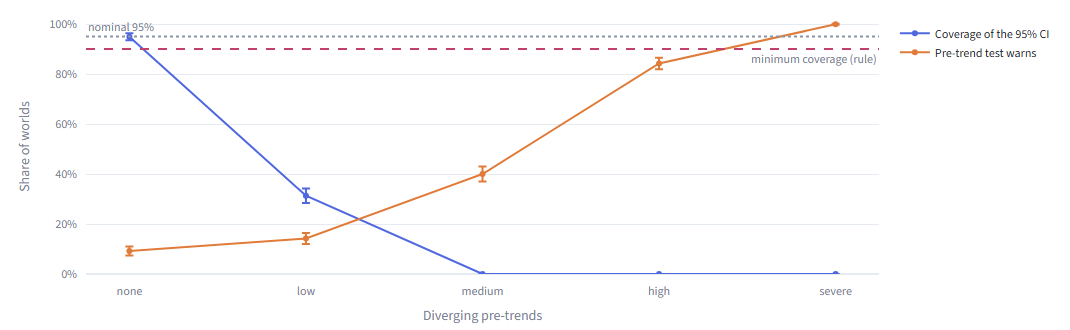 100%
80%
60%
40%
20%
0%
Share of worlds
nominal 95%
minimum coverage (rule)
none
low
medium
high
severe
Diverging pre-trends
Coverage of the 95% CI
Pre-trend test warns